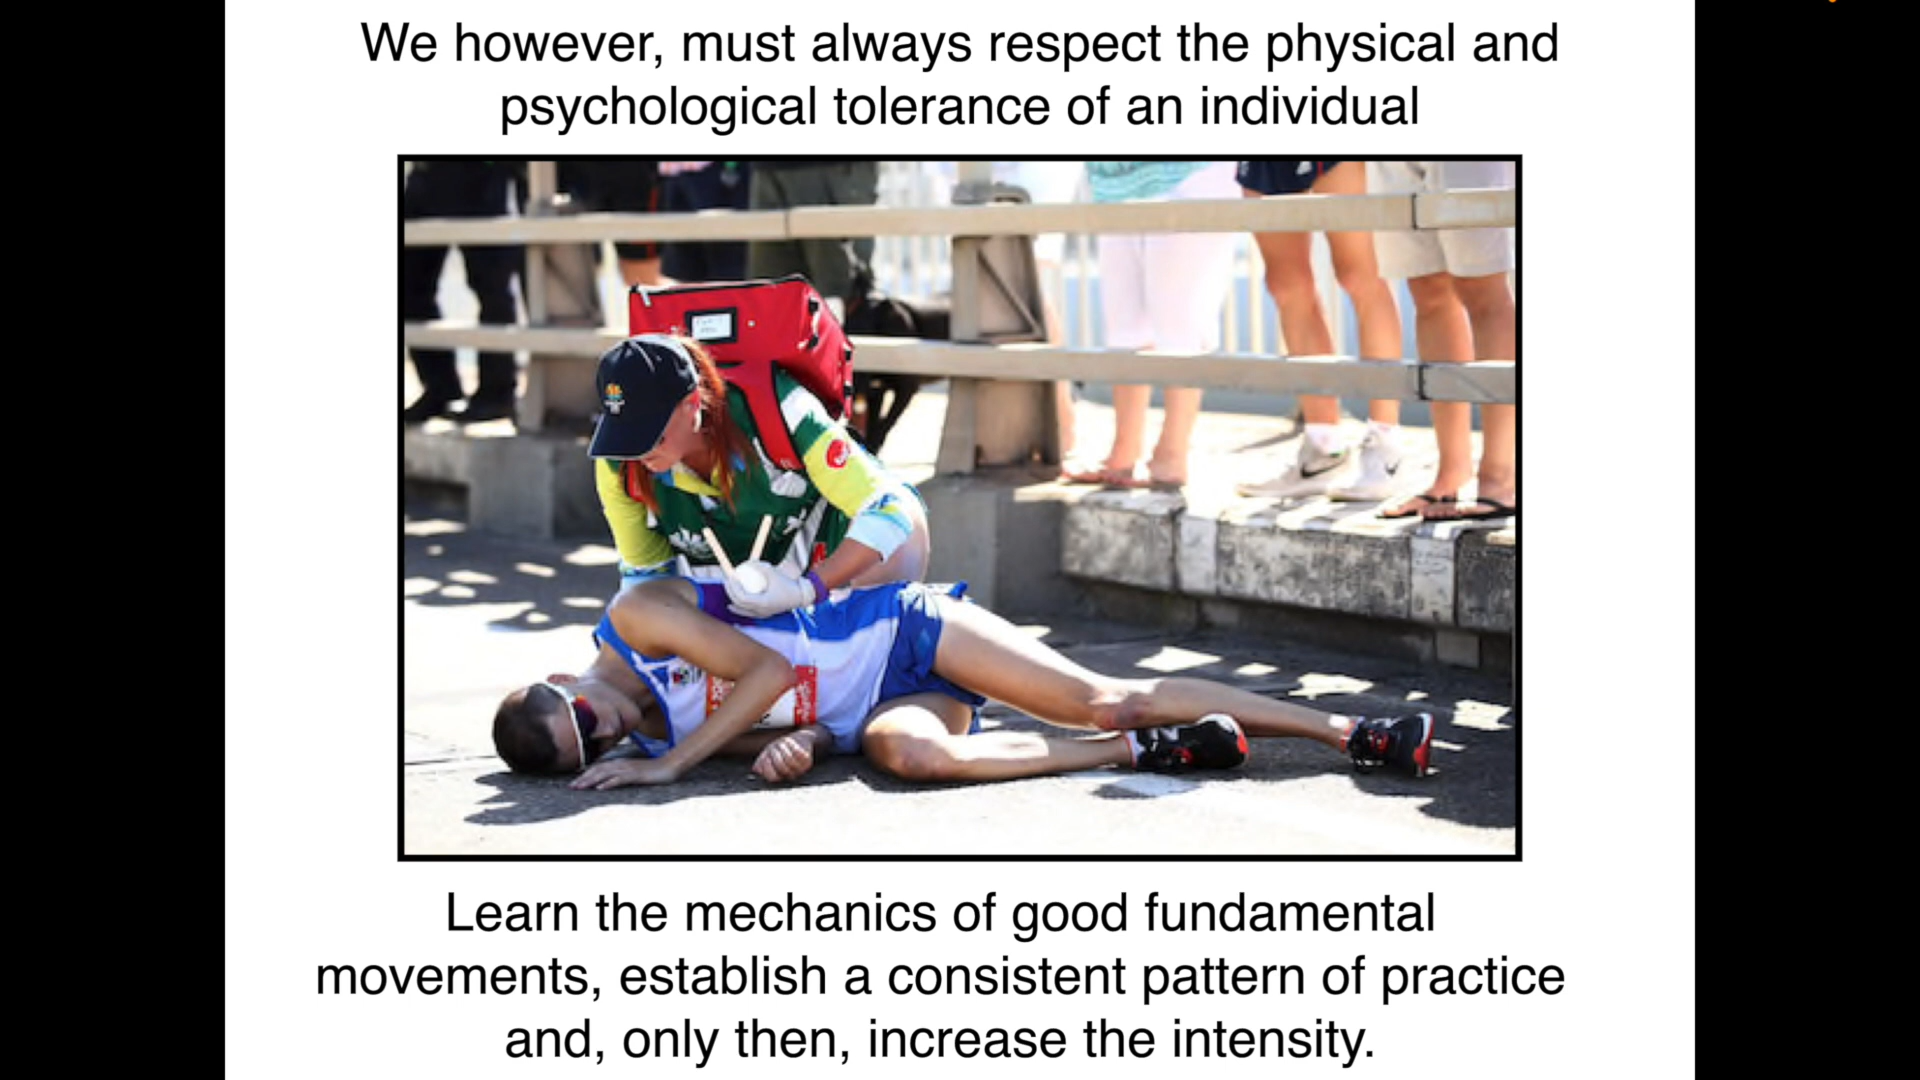 We however, must always respect the physical and
psychological tolerance of an individual
Learn the mechanics of good fundamental
movements, establish a consistent pattern of practice
and, only then, increase the intensity.